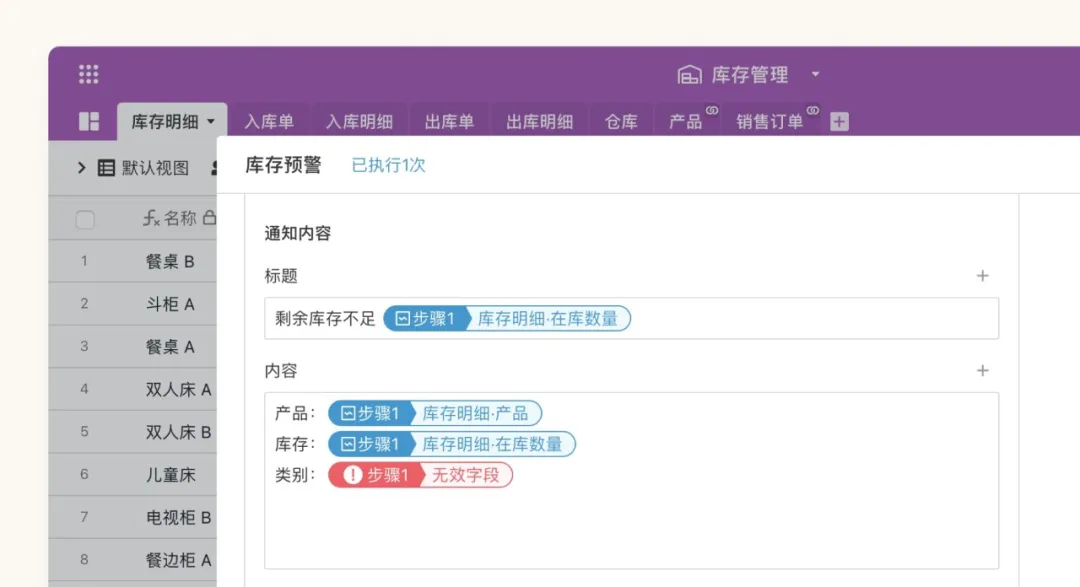 库存管理
库存明细 入库单 入库明细 出库单 出库明细 仓库 产品 销售订单
默认视图
库存预警 已执行1次
名称
通知内容
标题
剩余库存不足 步骤1 库存明细·在库数量
内容
产品: 步骤1 库存明细·产品
库存: 步骤1 库存明细·在库数量
类别: 步骤1 无效字段
1 餐桌 B
2 斗柜 A
3 餐桌 A
4 双人床 A
5 双人床 B
6 儿童床
7 电视柜 B
8 餐边柜 A